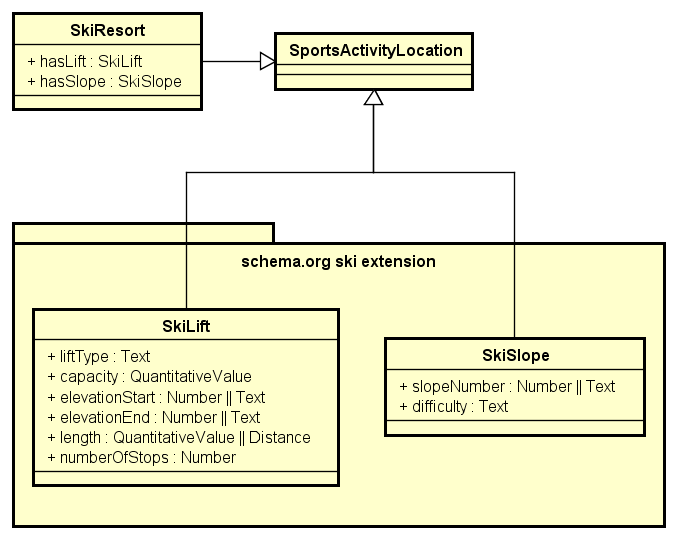 SkiResort
+ hasLift : SkiLift
+ hasSlope : SkiSlope
SportsActivityLocation
schema.org ski extension
SkiLift
+ liftType : Text
+ capacity : QuantitativeValue
+ elevationStart : Number || Text
+ elevationEnd : Number || Text
+ length : QuantitativeValue || Distance
+ numberOfStops : Number
SkiSlope
+ slopeNumber : Number || Text
+ difficulty : Text